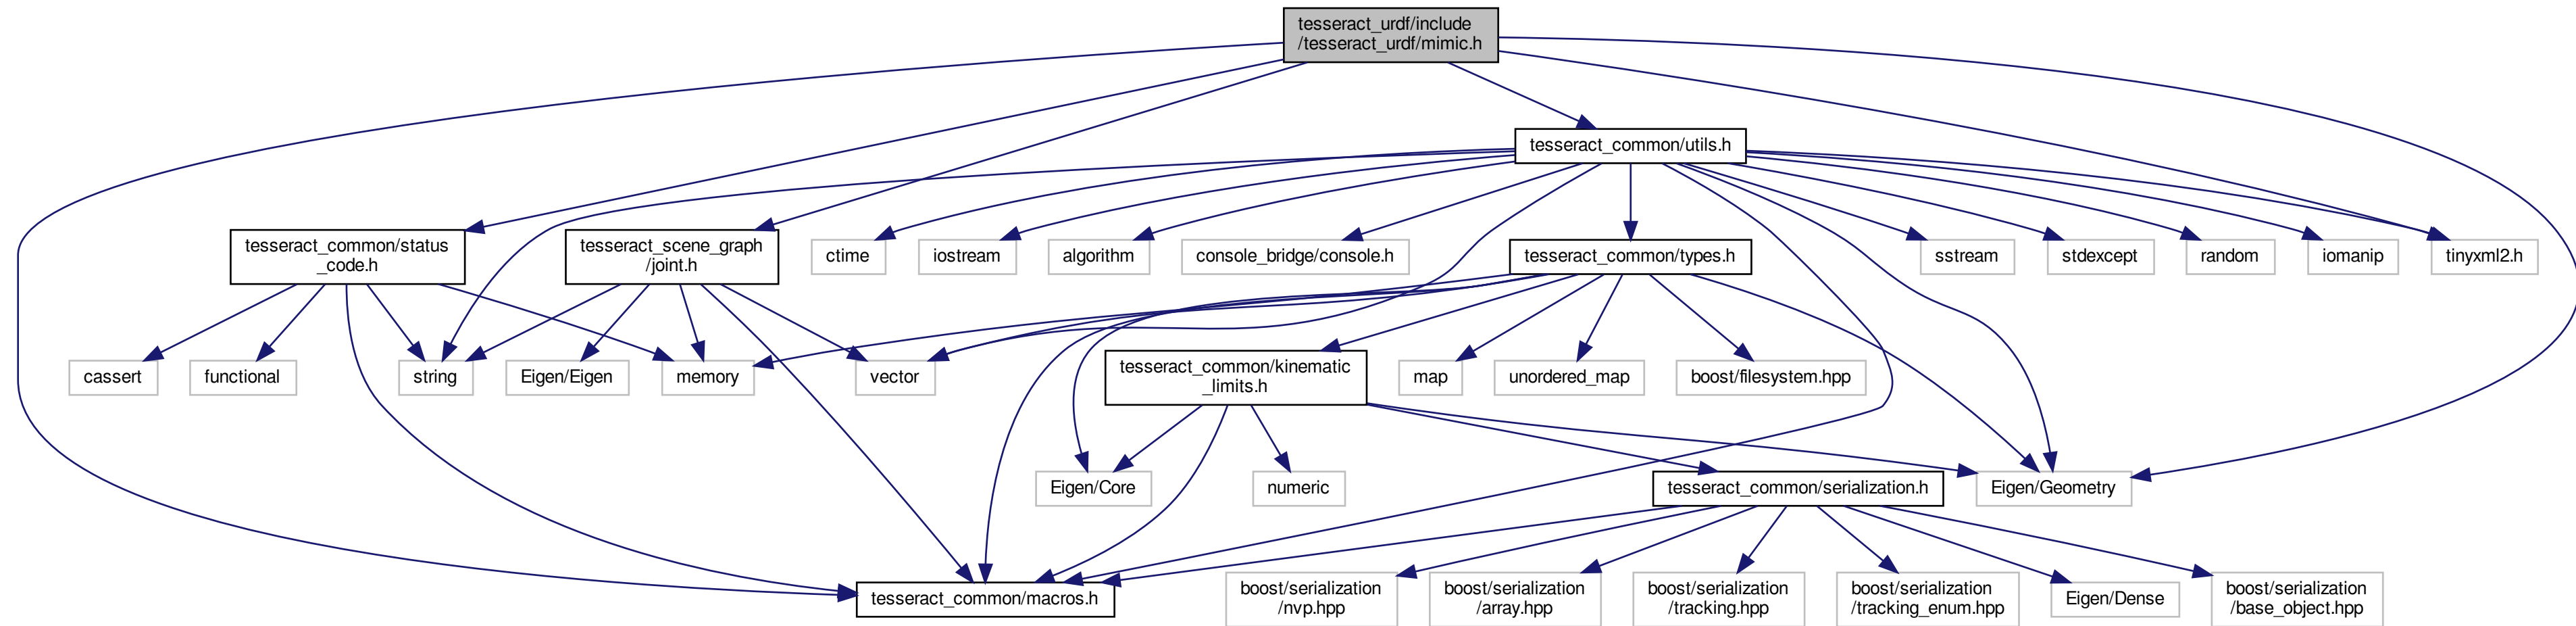 tesseract_urdf/include
/tesseract_urdf/mimic.h
tesseract_common/utils.h
tesseract_common/status
_code.h
tesseract_scene_graph
/joint.h
ctime
iostream
algorithm
console_bridge/console.h
tesseract_common/types.h
sstream
stdexcept
random
iomanip
tinyxml2.h
cassert
functional
string
Eigen/Eigen
memory
vector
tesseract_common/kinematic
_limits.h
map
unordered_map
boost/filesystem.hpp
Eigen/Core
numeric
tesseract_common/serialization.h
Eigen/Geometry
tesseract_common/macros.h
boost/serialization
/nvp.hpp
boost/serialization
/array.hpp
boost/serialization
/tracking.hpp
boost/serialization
/tracking_enum.hpp
Eigen/Dense
boost/serialization
/base_object.hpp